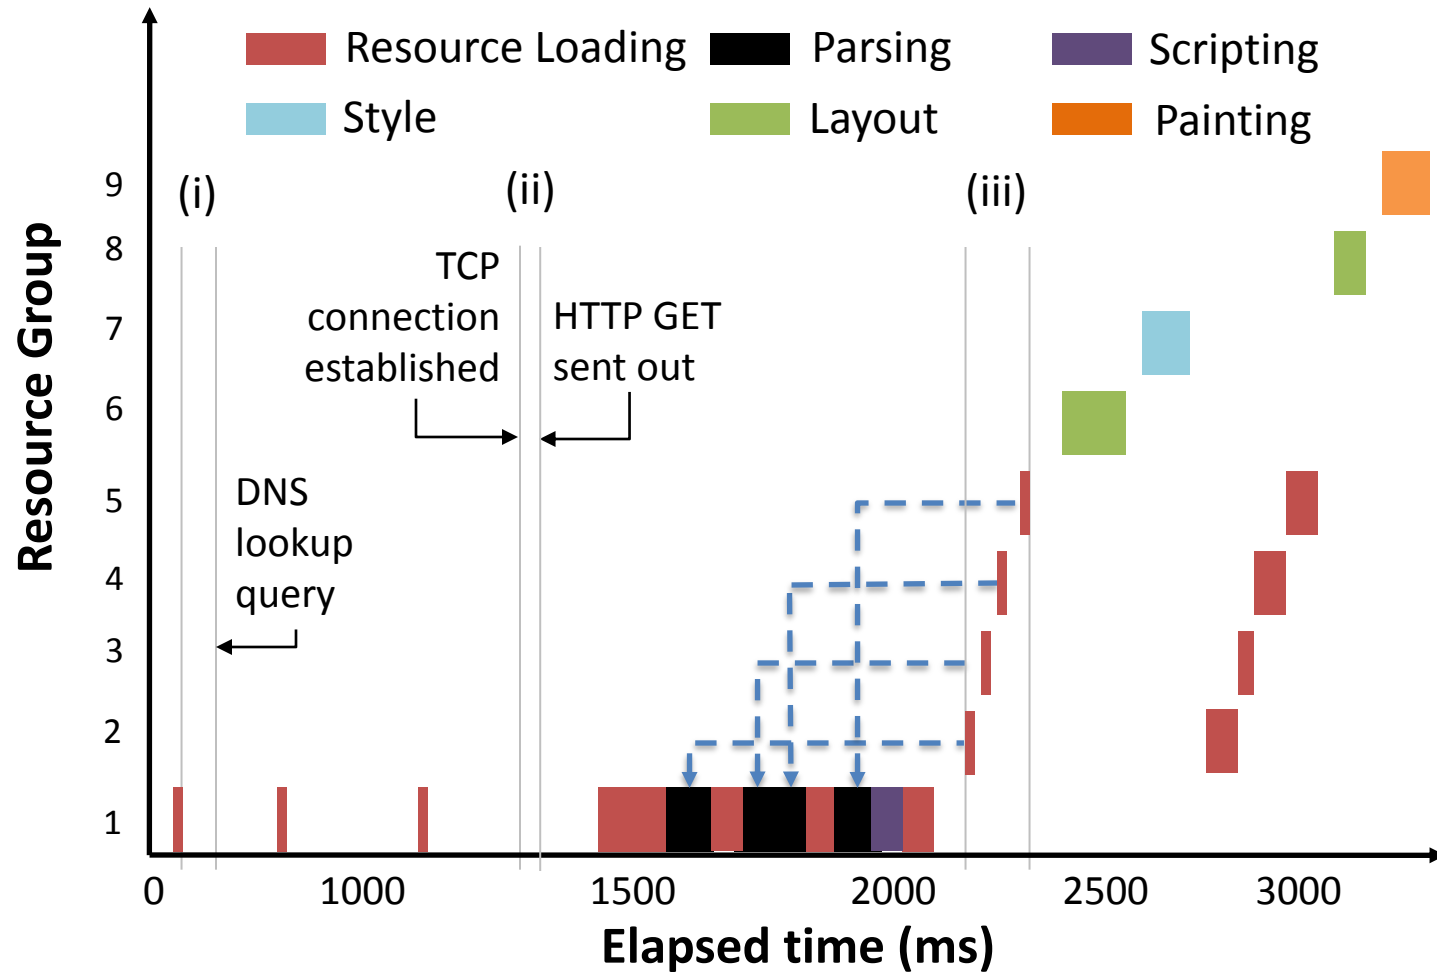 Resource Loading
Parsing
Scripting
Style
Layout
Painting
(i)
(ii)
(iii)
TCP
connection
established
HTTP GET
sent out
DNS
lookup
query
Resource Group
9
8
7
6
5
4
3
2
1
0
1000
1500
2000
2500
3000
Elapsed time (ms)